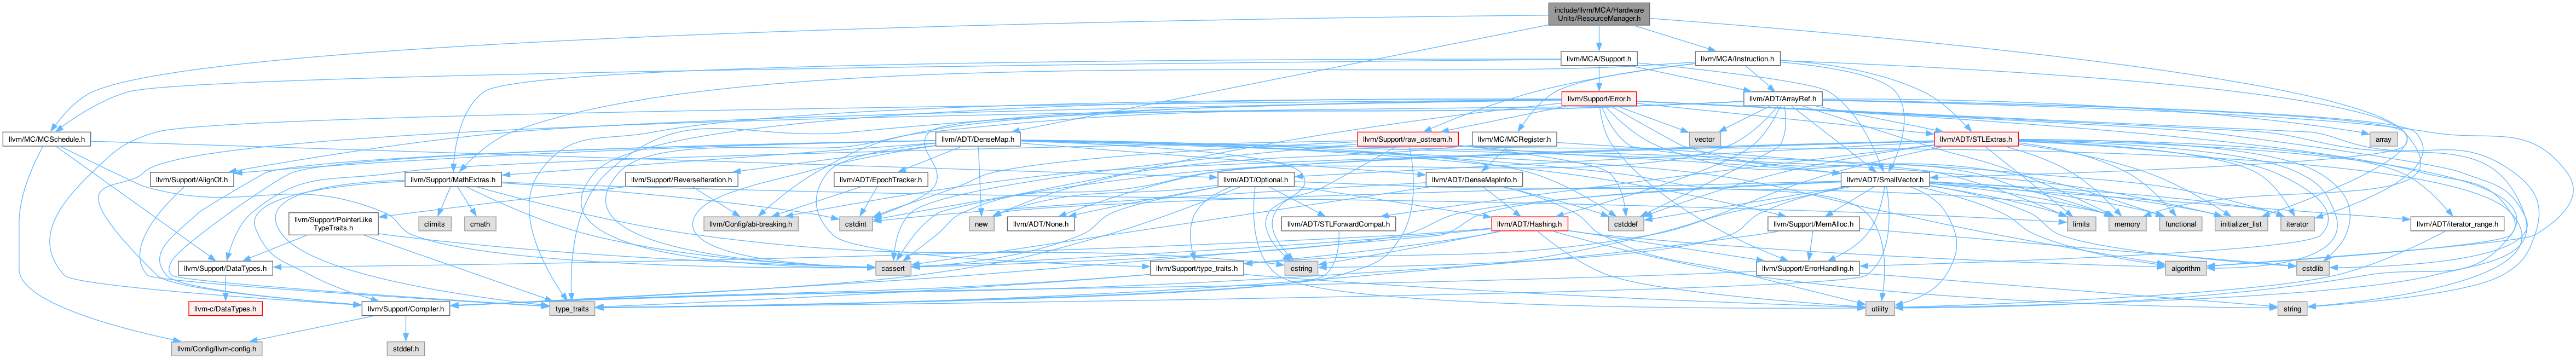 include/llvm/MCA/Hardware
Units/ResourceManager.h
llvm/MCA/Support.h
llvm/MCA/Instruction.h
llvm/Support/Error.h
llvm/ADT/ArrayRef.h
llvm/MC/MCSchedule.h
llvm/ADT/DenseMap.h
llvm/Support/raw_ostream.h
llvm/MC/MCRegister.h
vector
llvm/ADT/STLExtras.h
array
llvm/Support/AlignOf.h
llvm/Support/MathExtras.h
llvm/Support/ReverseIteration.h
llvm/ADT/EpochTracker.h
llvm/ADT/Optional.h
llvm/ADT/DenseMapInfo.h
llvm/ADT/SmallVector.h
llvm/Support/PointerLike
TypeTraits.h
climits
cmath
llvm/Config/abi-breaking.h
cstdint
new
llvm/ADT/None.h
llvm/ADT/STLForwardCompat.h
llvm/ADT/Hashing.h
cstddef
llvm/Support/MemAlloc.h
limits
memory
functional
initializer_list
iterator
llvm/ADT/iterator_range.h
llvm/Support/DataTypes.h
cassert
llvm/Support/type_traits.h
cstring
llvm/Support/ErrorHandling.h
algorithm
cstdlib
llvm-c/DataTypes.h
llvm/Support/Compiler.h
type_traits
utility
string
llvm/Config/llvm-config.h
stddef.h